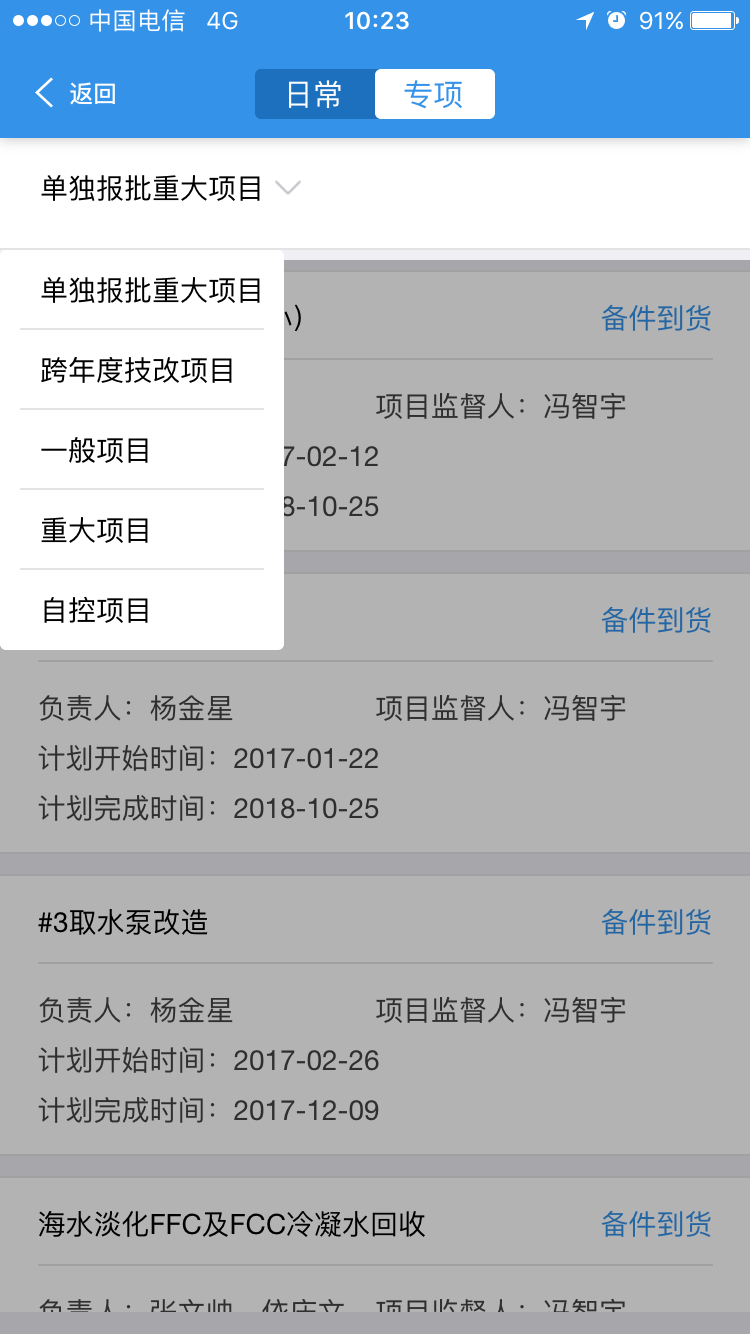 中国电信 4G 10:23 91%
返回 日常 专项
单独报批重大项目
单独报批重大项目
小) 备件到货
跨年度技改项目
项目监督人：冯智宇
一般项目
7-02-12
8-10-25
重大项目
自控项目
备件到货
负责人：杨金星 项目监督人：冯智宇
计划开始时间：2017-01-22
计划完成时间：2018-10-25
#3取水泵改造 备件到货
负责人：杨金星 项目监督人：冯智宇
计划开始时间：2017-02-26
计划完成时间：2017-12-09
海水淡化FFC及FCC冷凝水回收 备件到货
负责人：张文帅 项目监督人：冯智宇